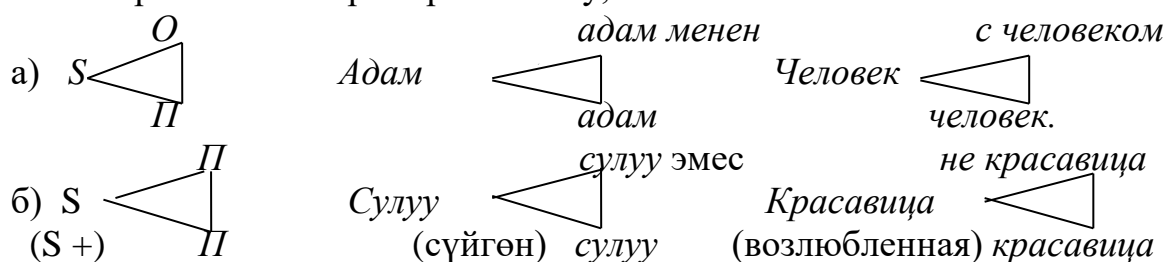 О адам менен с человеком
а) S Адам Человек
П адам человек.
П сулуу эмес не красавица
б) S Сулуу Красавица
(S +) П (сүйгөн) сулуу (возлюбленная) красавица